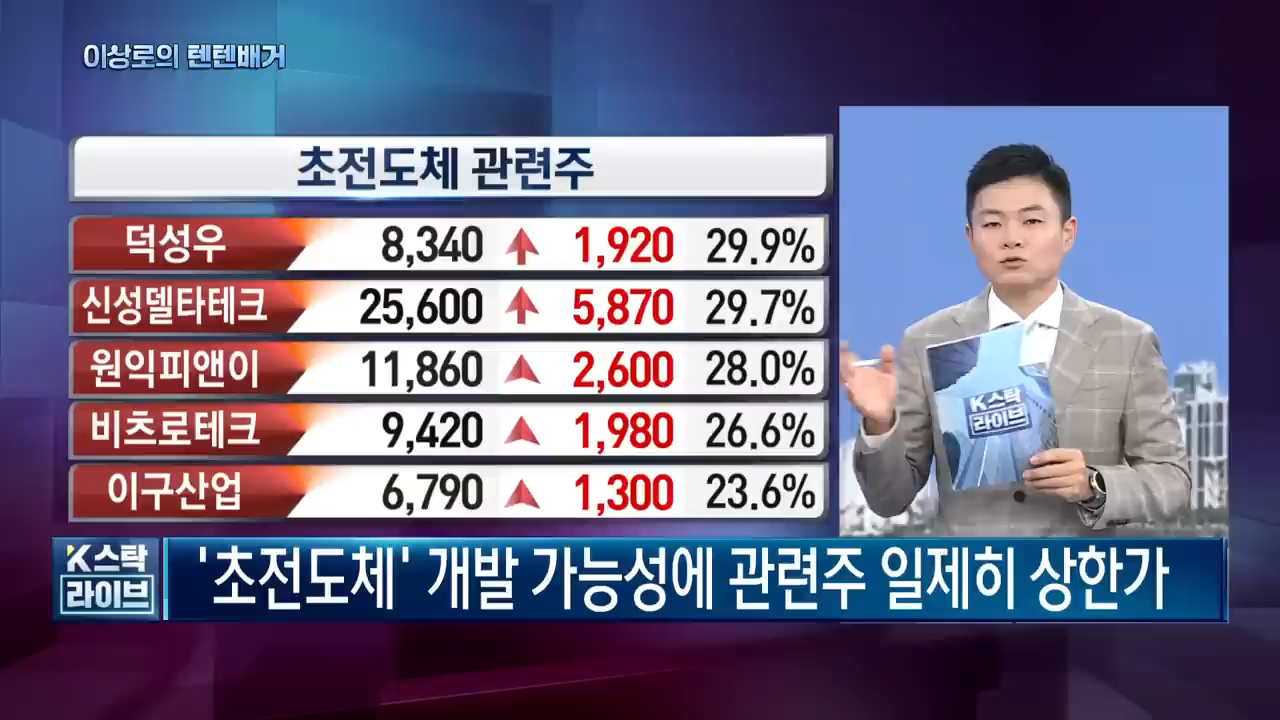 이상로의 텐텐배거
초전도체 관련주
덕성우 8,340 1,920 29.9%
신성델타테크 25,600 5,870 29.7%
원익피앤이 11,860 2,600 28.0%
비츠로테크 9,420 1,980 26.6%
이구산업 6,790 1,300 23.6%
K스탁
라이브
K스탁
라이브
'초전도체' 개발 가능성에 관련주 일제히 상한가